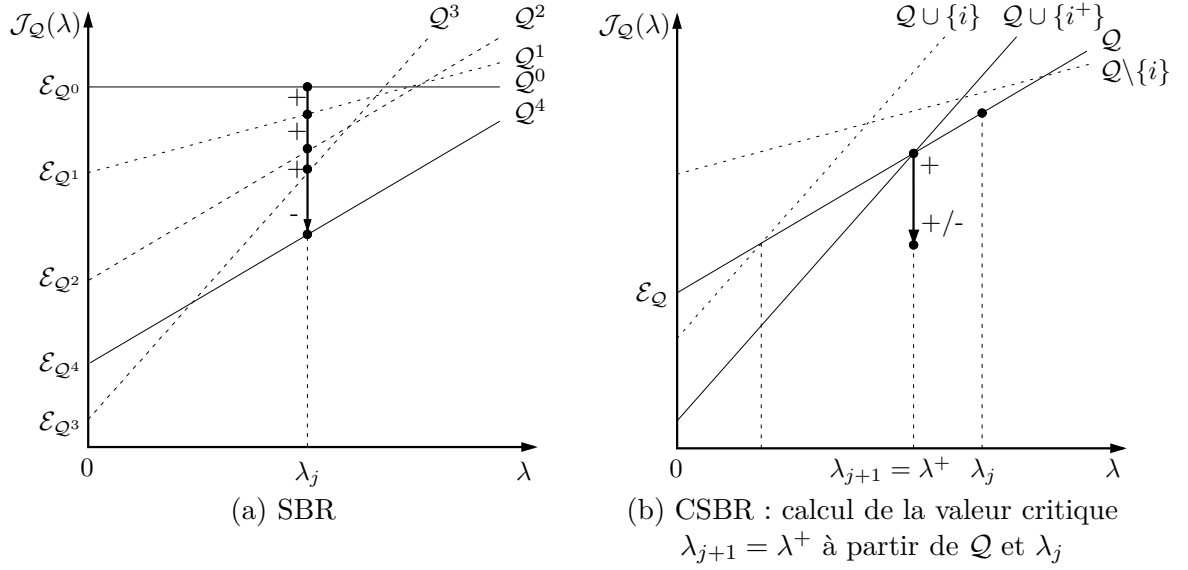 𝒥_𝒬(λ)
𝒬³
𝒬²
𝒬¹
𝒬⁰
𝒬⁴
ℰ_𝒬⁰
ℰ_𝒬¹
ℰ_𝒬²
ℰ_𝒬⁴
ℰ_𝒬³
+
+
+
-
0
λ_j
λ
(a) SBR
𝒥_𝒬(λ)
𝒬 ∪ {i}
𝒬 ∪ {i⁺}
𝒬
𝒬\{i}
+
+/-
ℰ_𝒬
0
λ_{j+1} = λ⁺
λ_j
λ
(b) CSBR : calcul de la valeur critique
λ_{j+1} = λ⁺ à partir de 𝒬 et λ_j